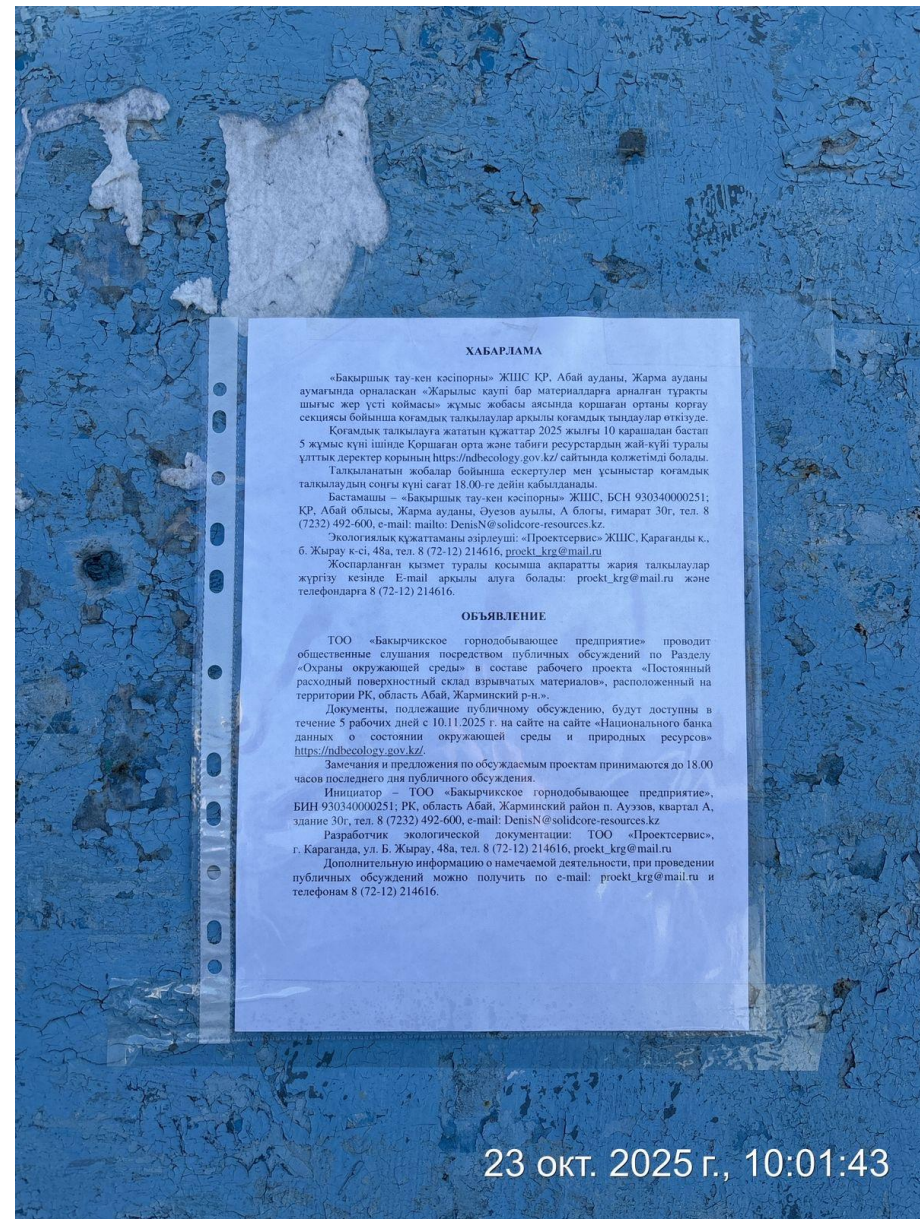 ХАБАРЛАМА
«Бақыршық тау-кен кәсіпорны» ЖШС ҚР, Абай ауданы, Жарма ауданы
аумағында орналасқан «Жарылыс қаупі бар материалдарға арналған тұрақты
шығыс жер үсті қоймасы» жұмыс жобасы аясында қоршаған ортаны қорғау
секциясы бойынша қоғамдық талқылаулар арқылы қоғамдық тыңдаулар өткізуде.
Қоғамдық талқылауға жататын құжаттар 2025 жылғы 10 қарашадан бастап
5 жұмыс күні ішінде Қоршаған орта және табиғи ресурстардың жай-күйі туралы
ұлттық деректер қорының https://ndbecology.gov.kz/ сайтында қолжетімді болады.
Талқыланатын жобалар бойынша ескертулер мен ұсыныстар қоғамдық
талқылаудың соңғы күні сағат 18.00-ге дейін қабылданады.
Бастамашы – «Бақыршық тау-кен кәсіпорны» ЖШС, БСН 930340000251;
ҚР, Абай облысы, Жарма ауданы, Әуезов ауылы, А блогы, ғимарат 30г, тел. 8
(7232) 492-600, e-mail: mailto: DenisN@solidcore-resources.kz.
Экологиялық құжаттаманы әзірлеуші: «Проектсервис» ЖШС, Қарағанды қ.,
б. Жырау к-сі, 48а, тел. 8 (72-12) 214616, proekt_krg@mail.ru
Жоспарланған қызмет туралы қосымша ақпаратты жария талқылаулар
жүргізу кезінде E-mail арқылы алуға болады: proekt_krg@mail.ru және
телефондарға 8 (72-12) 214616.
ОБЪЯВЛЕНИЕ
ТОО «Бакырчикское горнодобывающее предприятие» проводит
общественные слушания посредством публичных обсуждений по Разделу
«Охраны окружающей среды» в составе рабочего проекта «Постоянный
расходный поверхностный склад взрывчатых материалов», расположенный на
территории РК, область Абай, Жарминский р-н.».
Документы, подлежащие публичному обсуждению, будут доступны в
течение 5 рабочих дней с 10.11.2025 г. на сайте на сайте «Национального банка
данных о состоянии окружающей среды и природных ресурсов»
https://ndbecology.gov.kz/.
Замечания и предложения по обсуждаемым проектам принимаются до 18.00
часов последнего дня публичного обсуждения.
Инициатор – ТОО «Бакырчикское горнодобывающее предприятие»,
БИН 930340000251; РК, область Абай, Жарминский район п. Ауэзов, квартал А,
здание 30г, тел. 8 (7232) 492-600, e-mail: DenisN@solidcore-resources.kz
Разработчик экологической документации: ТОО «Проектсервис»,
г. Караганда, ул. Б. Жырау, 48а, тел. 8 (72-12) 214616, proekt_krg@mail.ru
Дополнительную информацию о намечаемой деятельности, при проведении
публичных обсуждений можно получить по e-mail: proekt_krg@mail.ru и
телефонам 8 (72-12) 214616.
23 окт. 2025 г., 10:01:43